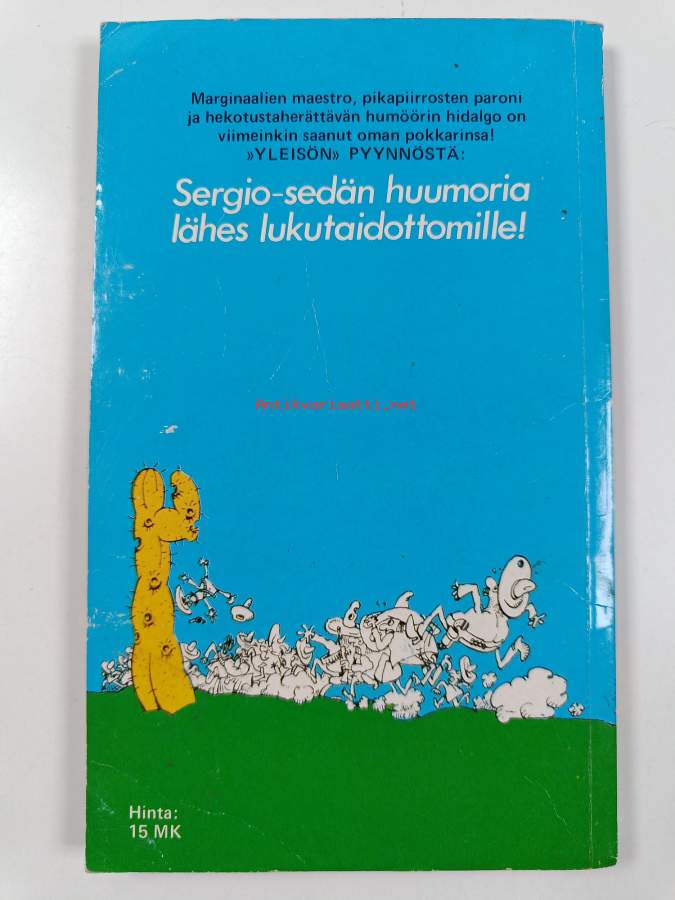 Marginaalien maestro, pikapiirrosten paroni
ja hekotustaherättävän humöörin hidalgo on
viimeinkin saanut oman pokkarinsa!
»YLEISÖN» PYYNNÖSTÄ:
Sergio-sedän huumoria
lähes lukutaidottomille!
Antikvariaatti.net
Hinta:
15 MK